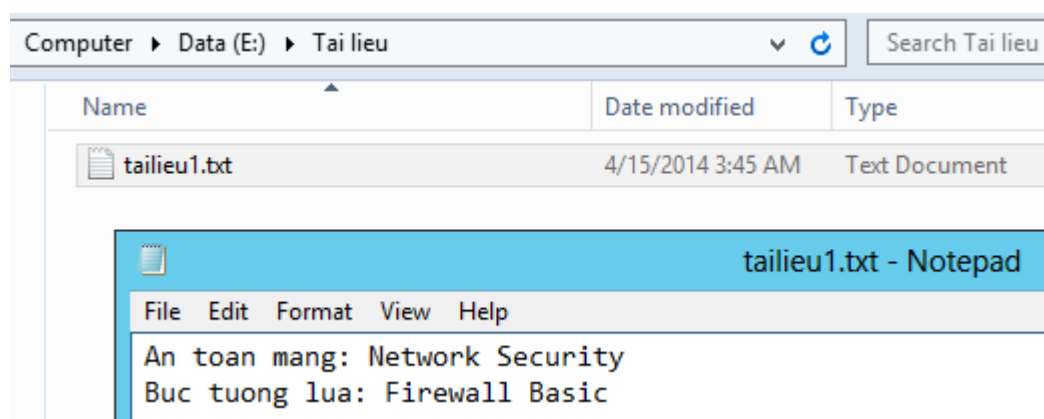 Computer ▸ Data (E:) ▸ Tai lieu
Search Tai lieu
Name Date modified Type
tailieu1.txt 4/15/2014 3:45 AM Text Document
tailieu1.txt - Notepad
File Edit Format View Help
An toan mang: Network Security
Buc tuong lua: Firewall Basic